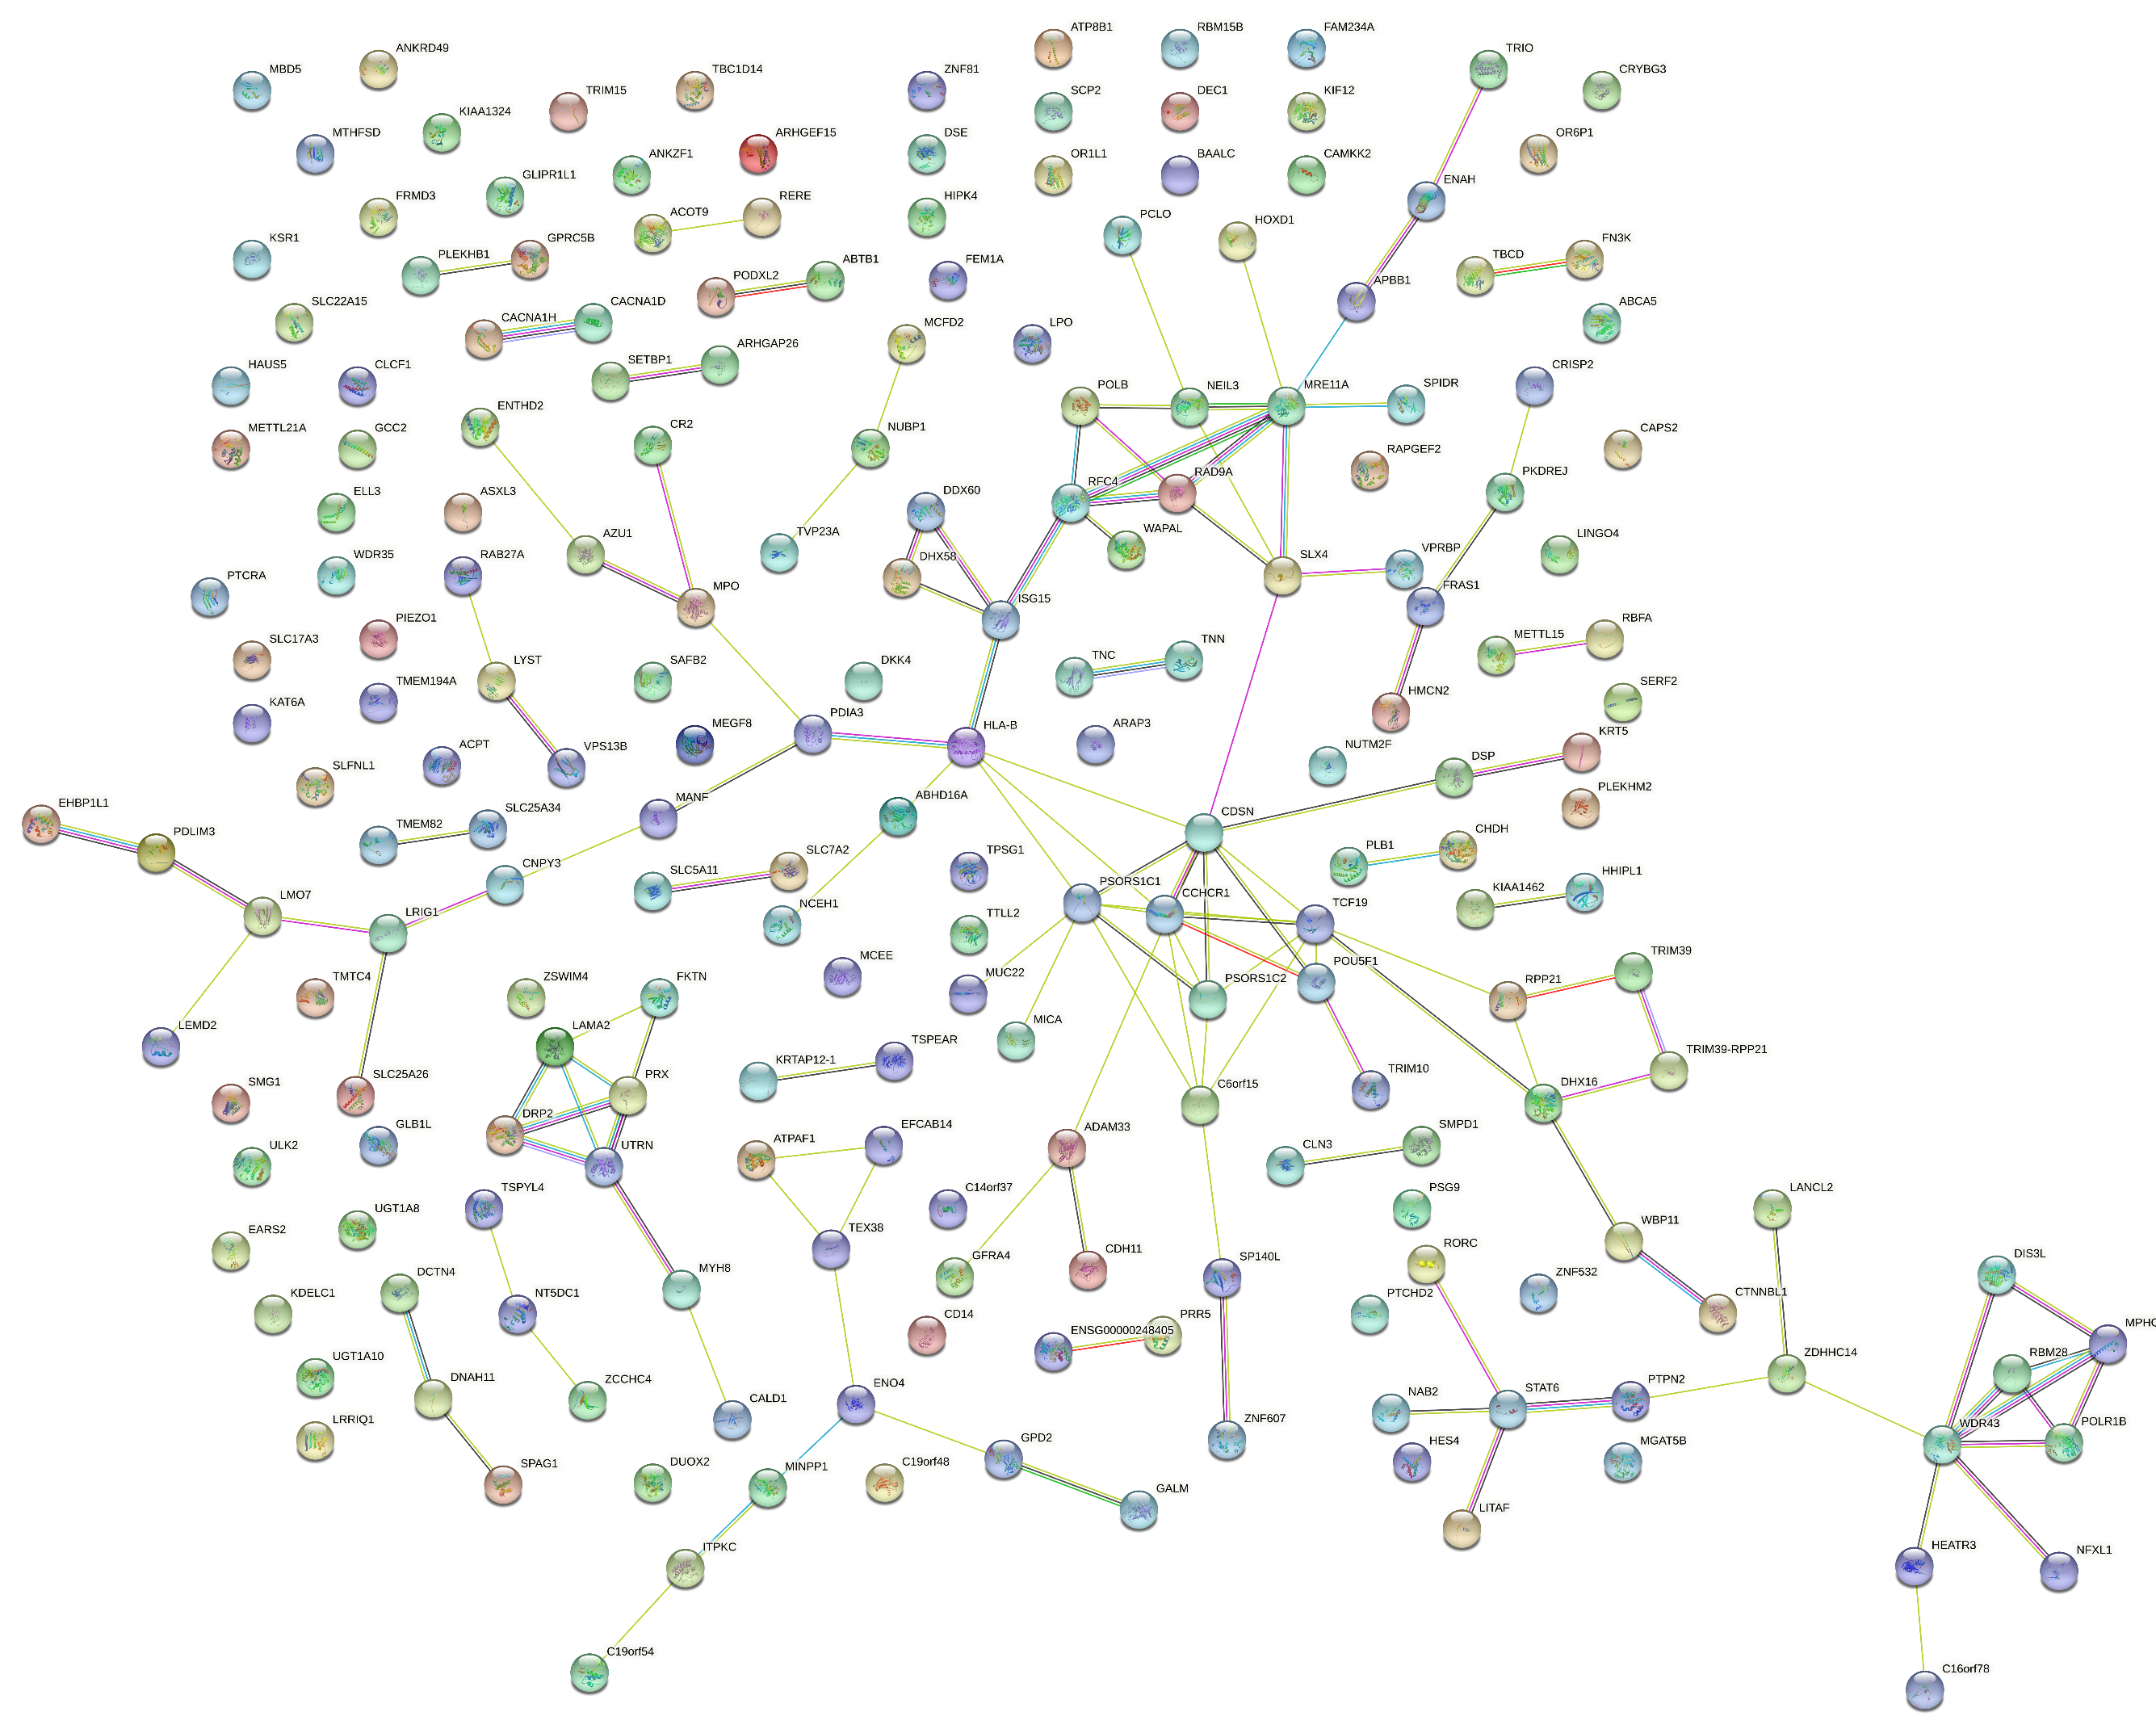 ATP8B1
RBM15B
FAM234A
ANKRD49
TRIO
MBD5
TBC1D14
ZNF81
CRYBG3
TRIM15
SCP2
DEC1
KIF12
KIAA1324
MTHFSD
ARHGEF15
DSE
OR6P1
ANKZF1
OR1L1
BAALC
CAMKK2
GLIPR1L1
ENAH
FRMD3
RERE
HIPK4
ACOT9
PCLO
HOXD1
KSR1
GPRC5B
FN3K
PLEKHB1
TBCD
ABTB1
FEM1A
PODXL2
APBB1
SLC22A15
CACNA1D
ABCA5
CACNA1H
MCFD2
LPO
ARHGAP26
SETBP1
HAUS5
CLCF1
CRISP2
POLB
NEIL3
MRE11A
SPIDR
ENTHD2
CR2
NUBP1
METTL21A
GCC2
CAPS2
RAPGEF2
RAD9A
PKDREJ
RFC4
ELL3
ASXL3
DDX60
WAPAL
AZU1
TVP23A
LINGO4
WDR35
RAB27A
DHX58
SLX4
VPRBP
PTCRA
MPO
FRAS1
ISG15
PIEZO1
RBFA
SLC17A3
METTL15
TNN
LYST
SAFB2
DKK4
TNC
TMEM194A
SERF2
KAT6A
HMCN2
PDIA3
MEGF8
HLA-B
ARAP3
KRT5
ACPT
VPS13B
NUTM2F
DSP
SLFNL1
PLEKHM2
MANF
ABHD16A
EHBP1L1
SLC25A34
CDSN
PDLIM3
TMEM82
CHDH
PLB1
SLC7A2
TPSG1
CNPY3
SLC5A11
HHIPL1
PSORS1C1
CCHCR1
KIAA1462
LMO7
NCEH1
TCF19
LRIG1
TTLL2
TRIM39
MCEE
POU5F1
TMTC4
ZSWIM4
FKTN
MUC22
PSORS1C2
RPP21
MICA
LEMD2
LAMA2
TSPEAR
TRIM39-RPP21
KRTAP12-1
TRIM10
SMG1
SLC25A26
PRX
C6orf15
DHX16
DRP2
GLB1L
ADAM33
SMPD1
EFCAB14
ULK2
UTRN
ATPAF1
CLN3
TSPYL4
C14orf37
PSG9
LANCL2
UGT1A8
EARS2
TEX38
WBP11
CDH11
SP140L
RORC
GFRA4
DIS3L
DCTN4
MYH8
ZNF532
KDELC1
NT5DC1
PTCHD2
CTNNBL1
CD14
PRR5
ENSG00000248405
MPHC
UGT1A10
RBM28
DNAH11
ZCCHC4
ENO4
ZDHHC14
CALD1
NAB2
STAT6
PTPN2
LRRIQ1
ZNF607
WDR43
POLR1B
GPD2
HES4
MGAT5B
SPAG1
DUOX2
MINPP1
C19orf48
GALM
LITAF
ITPKC
HEATR3
NFXL1
C19orf54
C16orf78